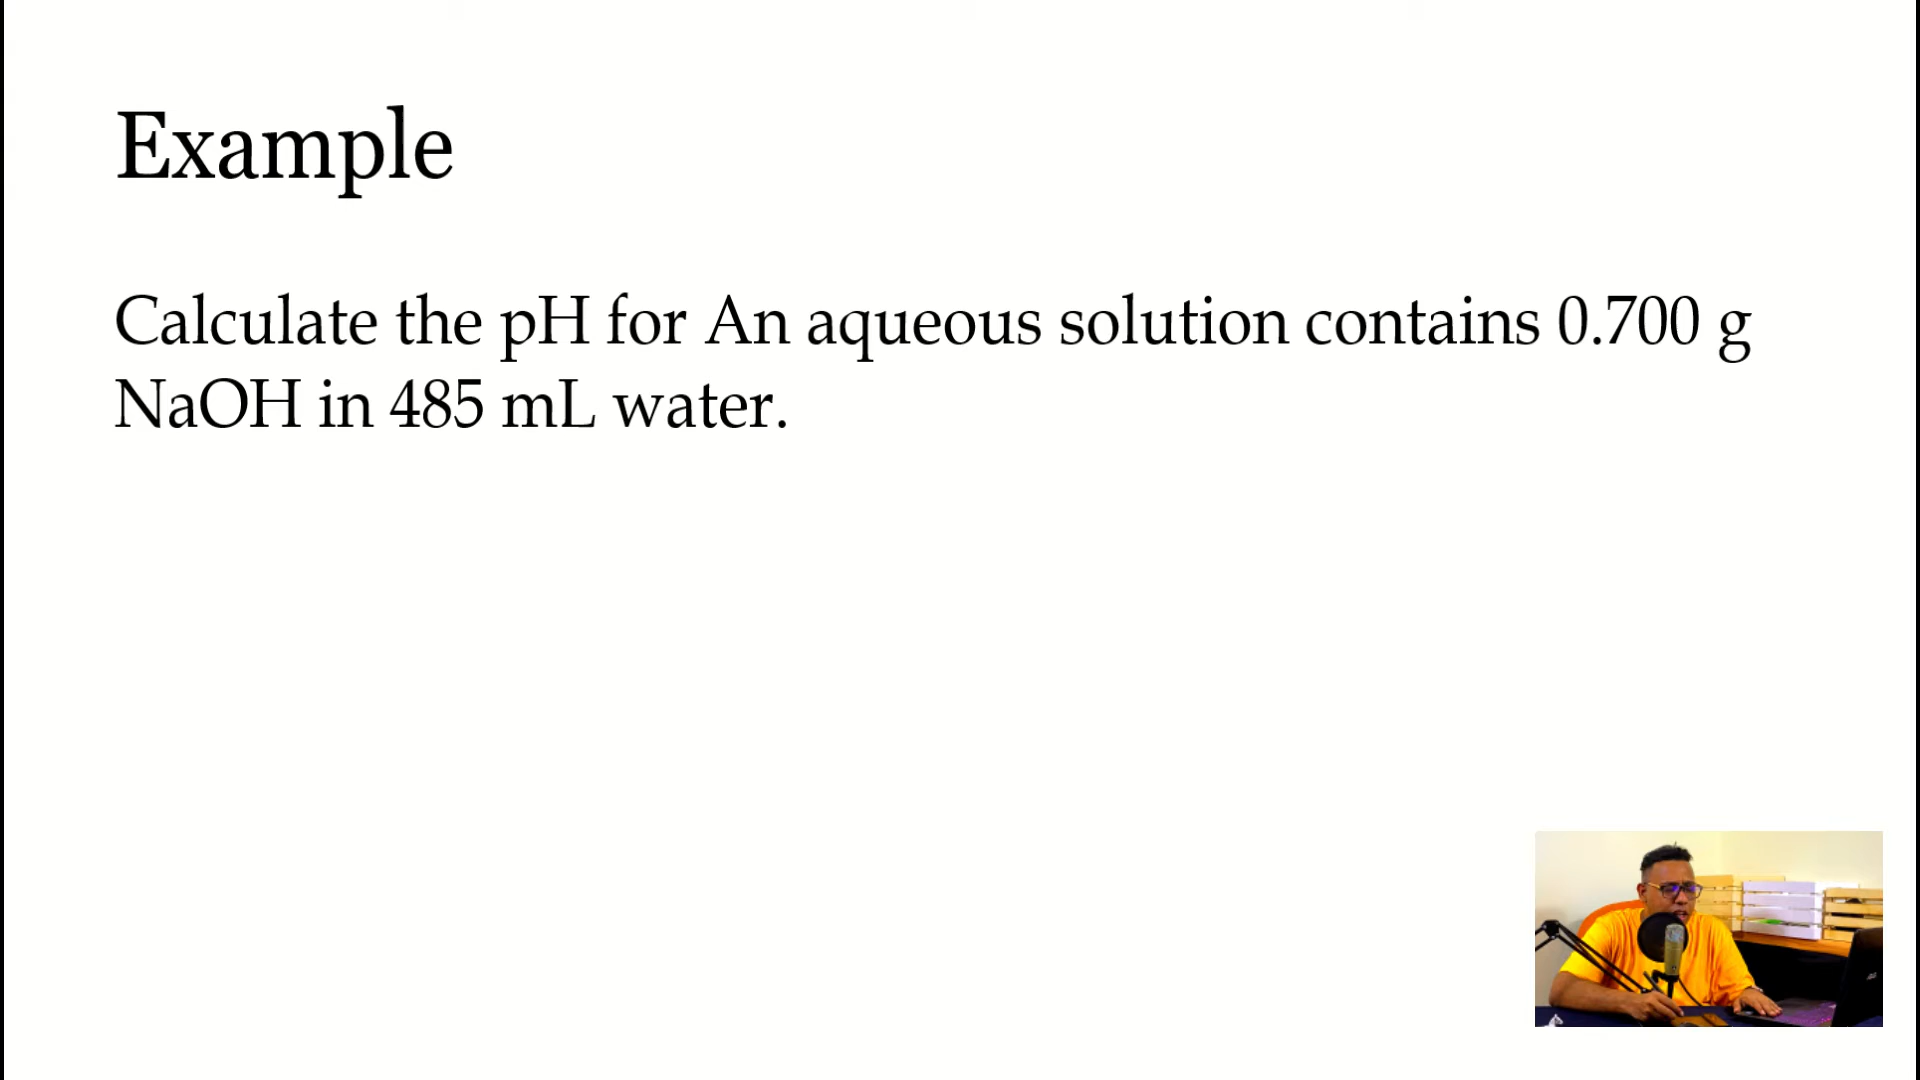 Example
Calculate the pH for An aqueous solution contains 0.700 g
NaOH in 485 mL water.